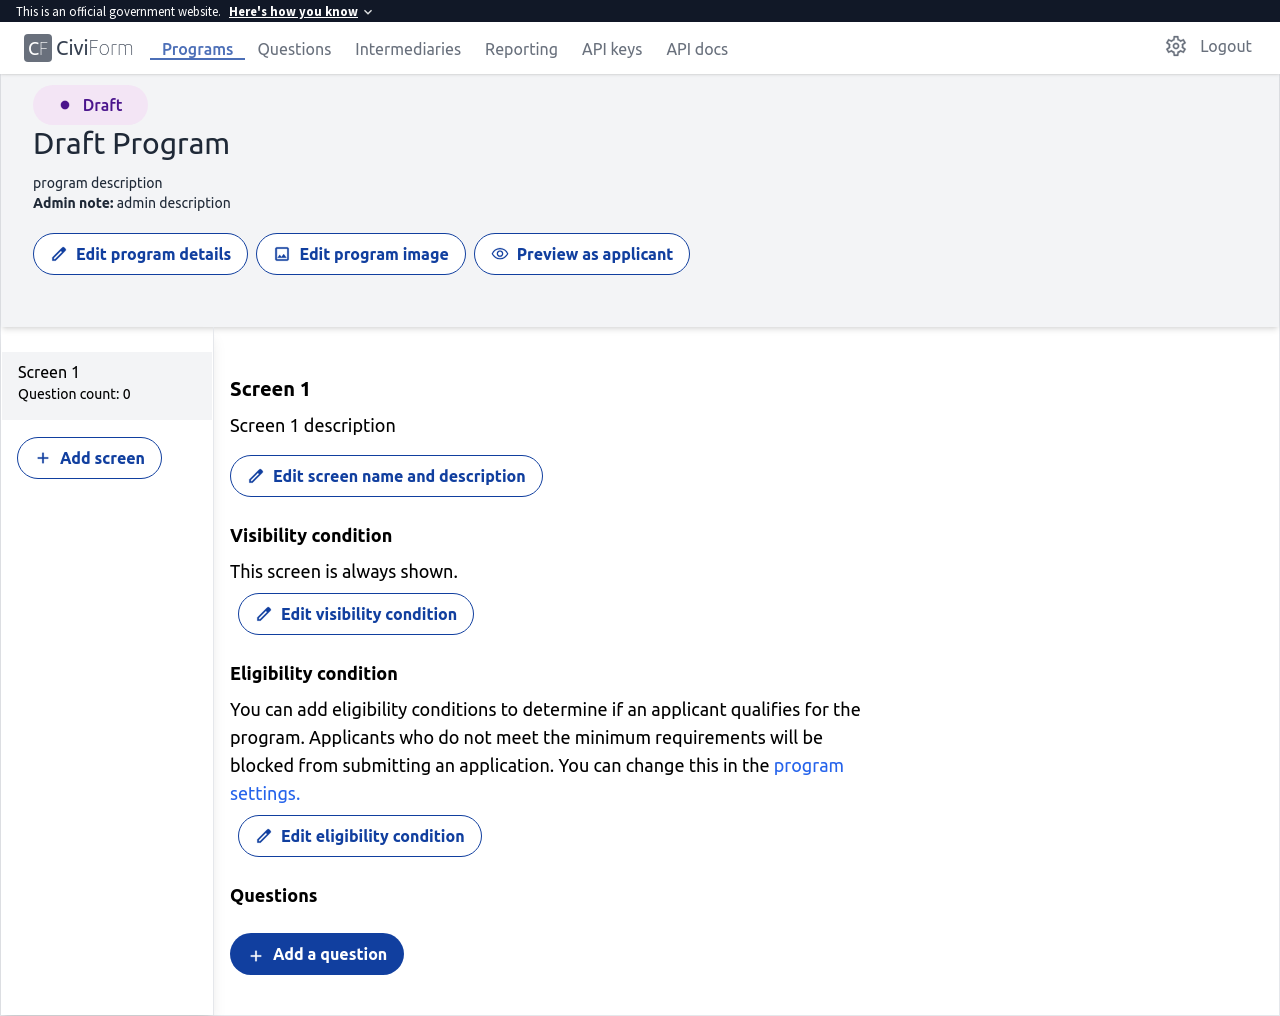 This is an official government website. Here's how you know
CF CiviForm Programs Questions Intermediaries Reporting API keys API docs Logout
Draft
Draft Program
program description
Admin note: admin description
Edit program details Edit program image Preview as applicant
Screen 1
Question count: 0
Add screen
Screen 1
Screen 1 description
Edit screen name and description
Visibility condition
This screen is always shown.
Edit visibility condition
Eligibility condition
You can add eligibility conditions to determine if an applicant qualifies for the
program. Applicants who do not meet the minimum requirements will be
blocked from submitting an application. You can change this in the program
settings.
Edit eligibility condition
Questions
Add a question